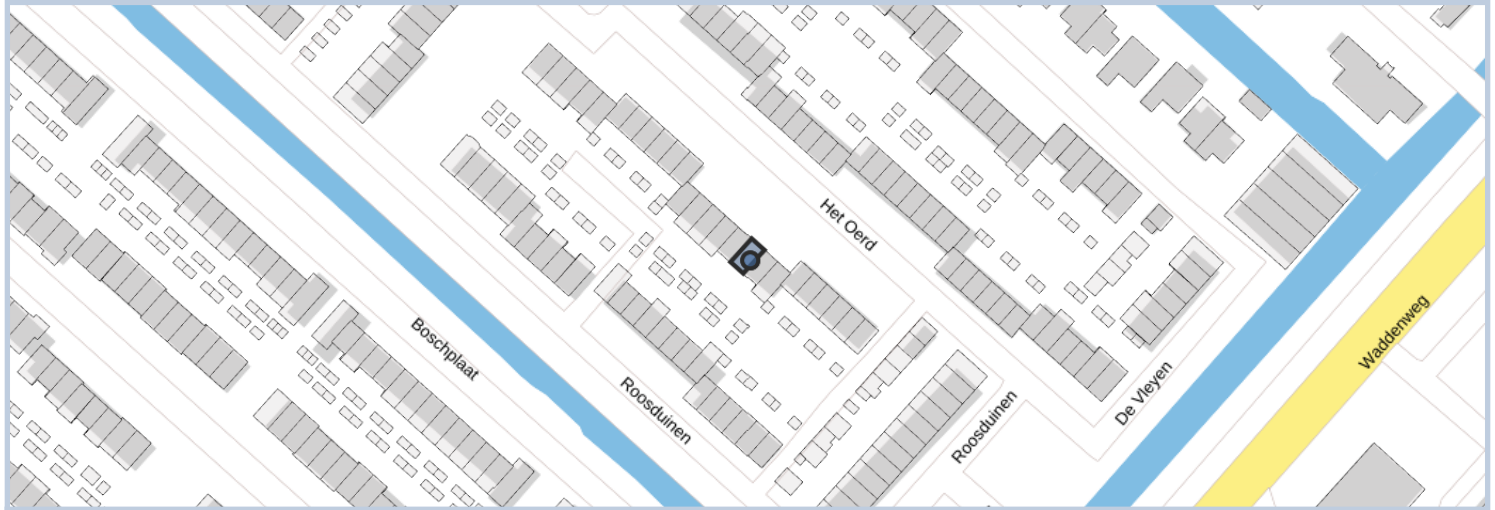 Het Oerd
Boschplaat
Roosduinen
Roosduinen
De Vleyen
Waddenweg